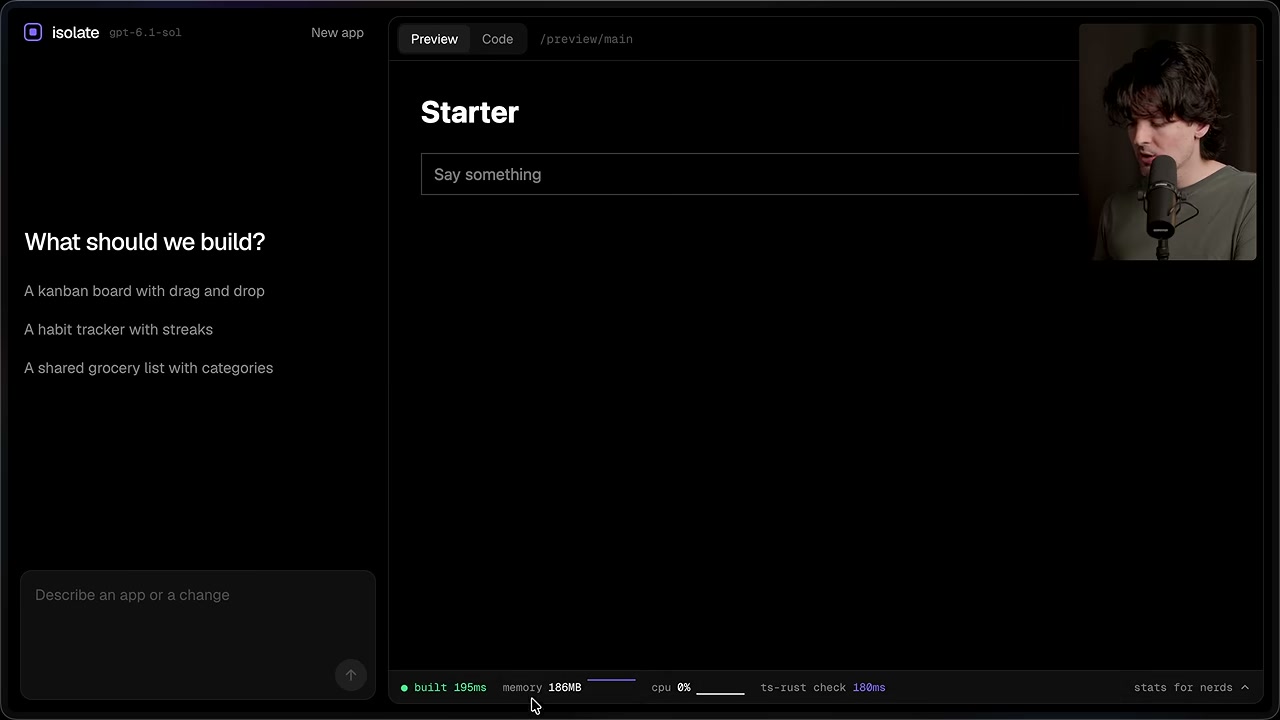 isolate gpt-6.1-sol New app
Preview Code /preview/main
Starter
Say something
What should we build?
A kanban board with drag and drop
A habit tracker with streaks
A shared grocery list with categories
Describe an app or a change
built 195ms memory 186MB cpu 0% ts-rust check 180ms stats for nerds